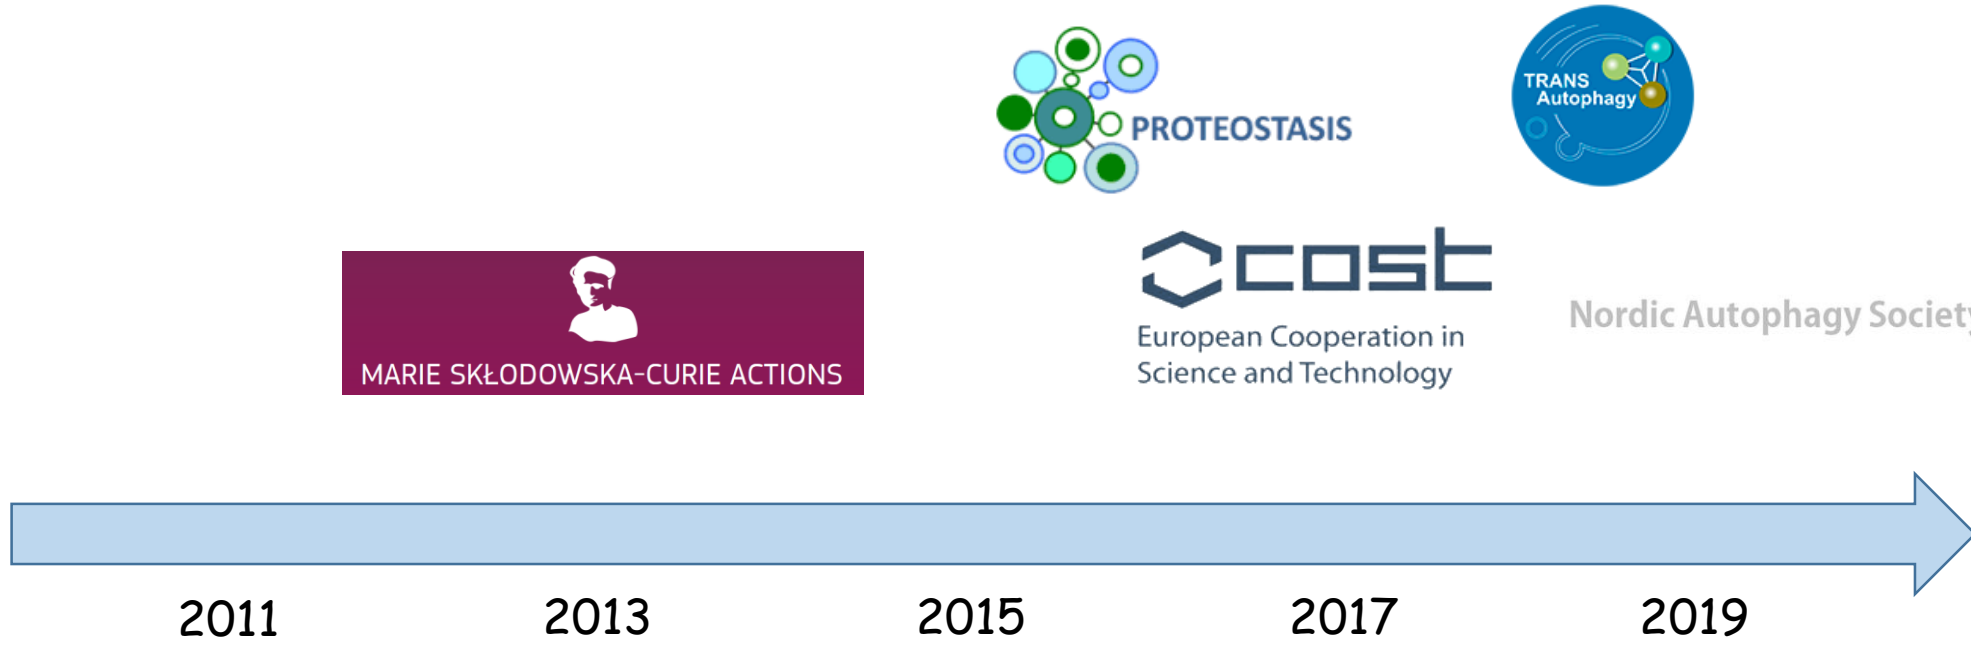 PROTEOSTASIS
TRANS
Autophagy
MARIE SKŁODOWSKA-CURIE ACTIONS
cost
European Cooperation in
Science and Technology
Nordic Autophagy Society
2011 2013 2015 2017 2019